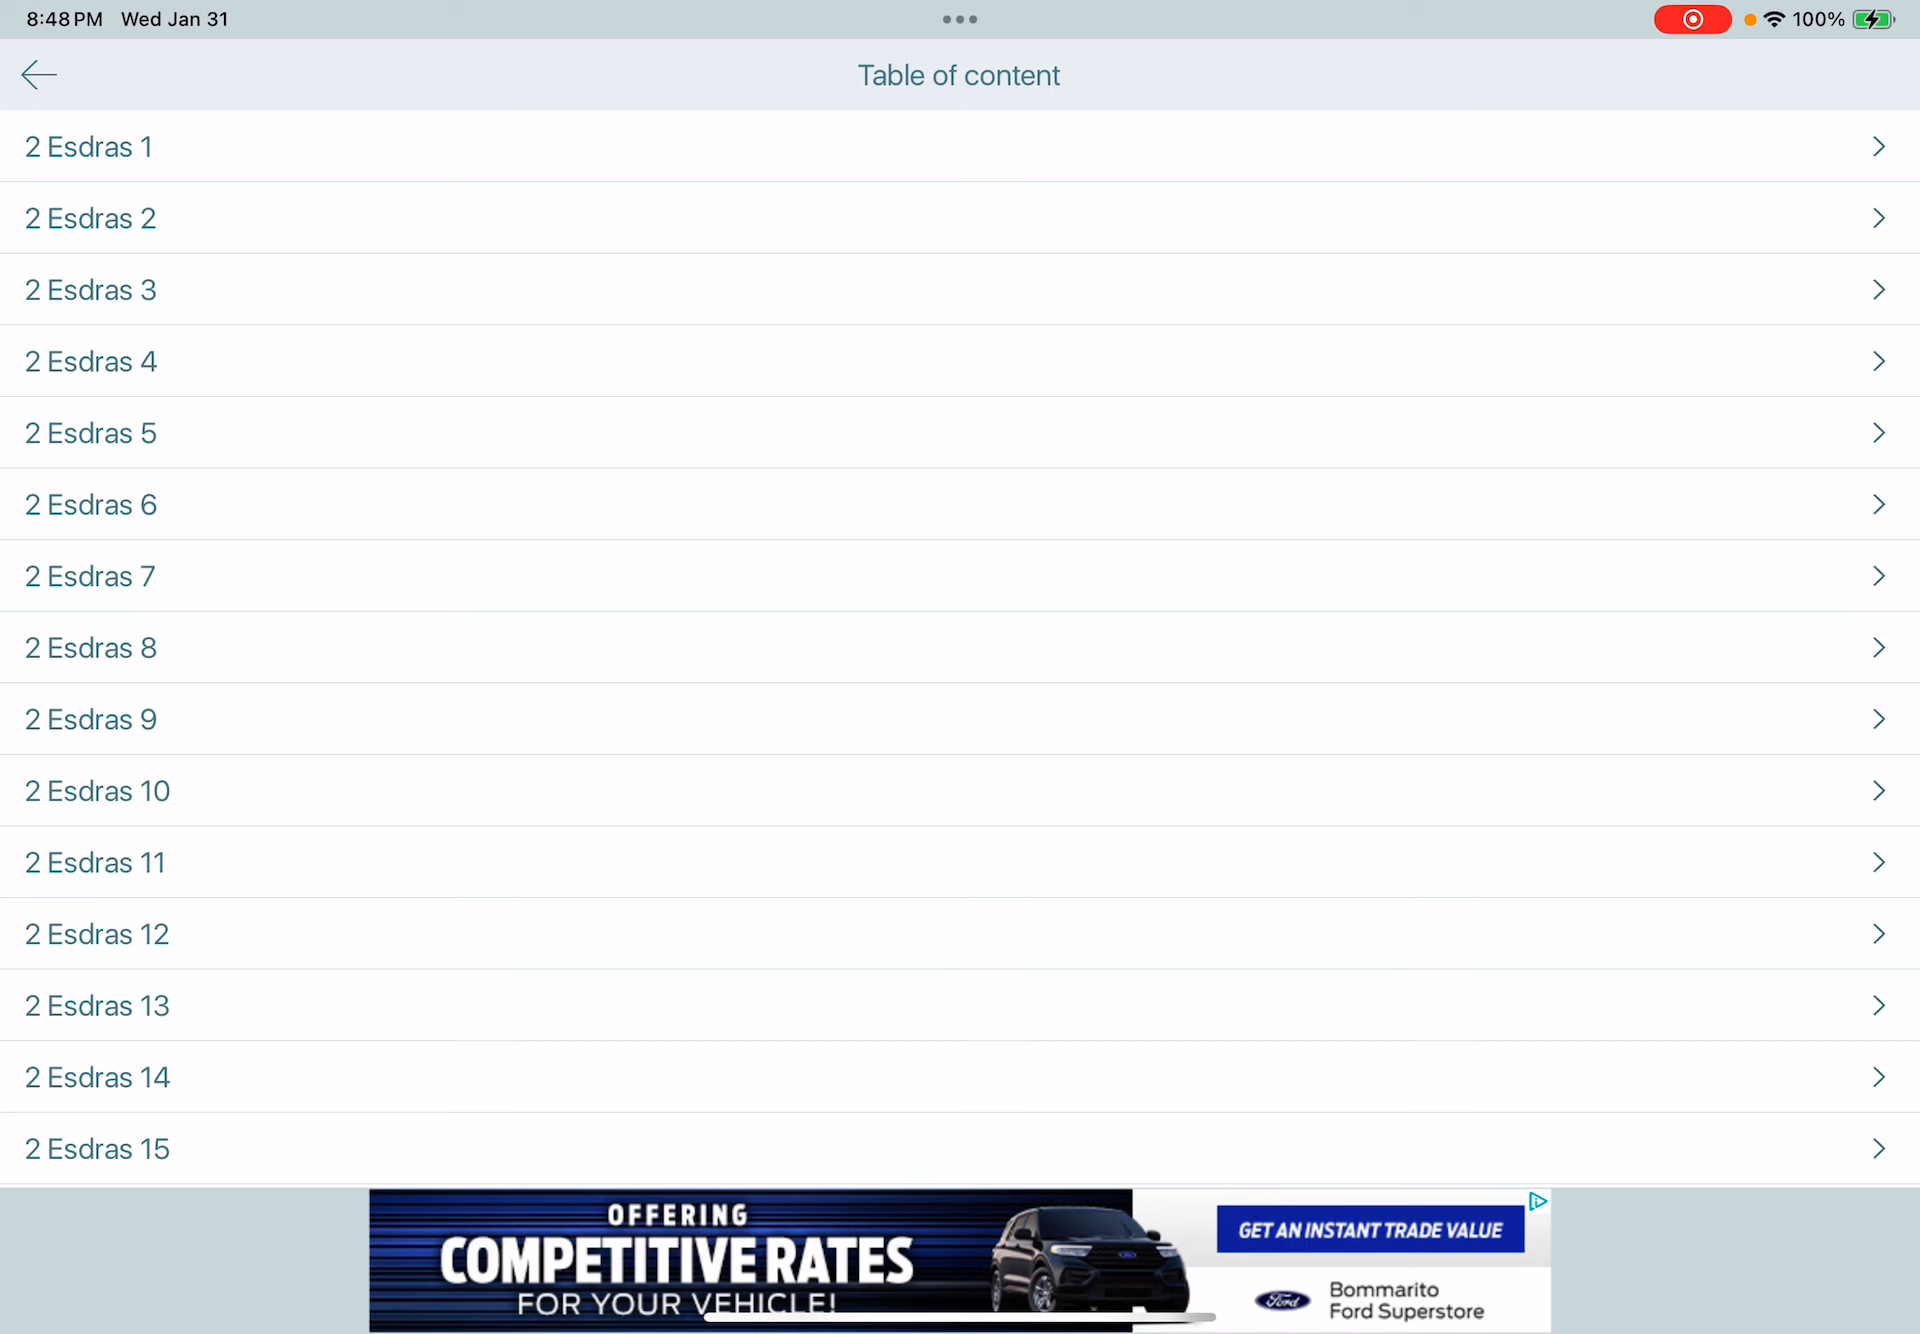 8:48 PM Wed Jan 31
100%
Table of content
2 Esdras 1
2 Esdras 2
2 Esdras 3
2 Esdras 4
2 Esdras 5
2 Esdras 6
2 Esdras 7
2 Esdras 8
2 Esdras 9
2 Esdras 10
2 Esdras 11
2 Esdras 12
2 Esdras 13
2 Esdras 14
2 Esdras 15
OFFERING
COMPETITIVE RATES
FOR YOUR VEHICLE!
GET AN INSTANT TRADE VALUE
Ford
Bommarito
Ford Superstore